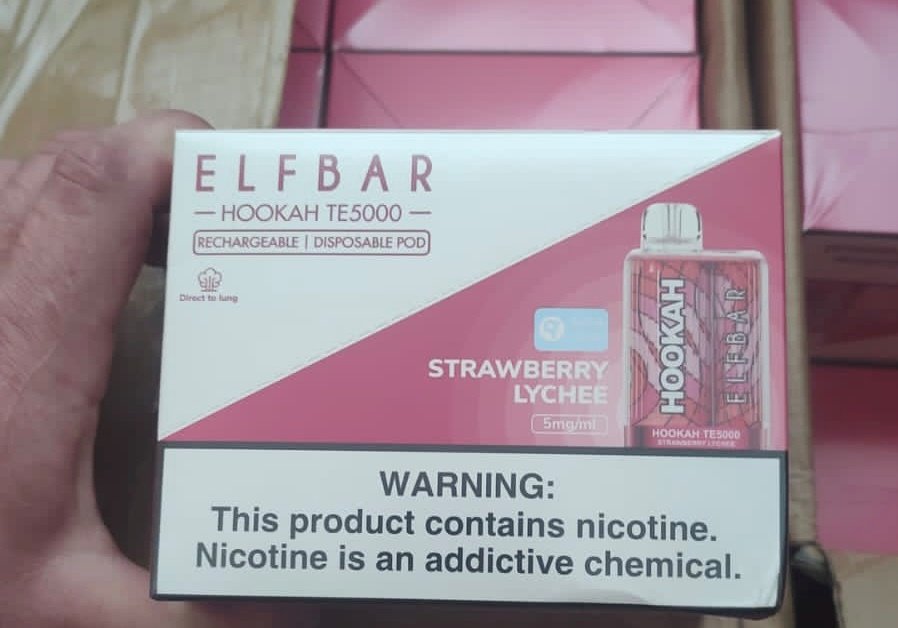 ELFBAR
HOOKAH TE5000
RECHARGEABLE | DISPOSABLE POD
Direct to lung
STRAWBERRY
LYCHEE
5mg/ml
HOOKAH
ELFBAR
HOOKAH TE5000
STRAWBERRY LYCHEE
WARNING:
This product contains nicotine.
Nicotine is an addictive chemical.